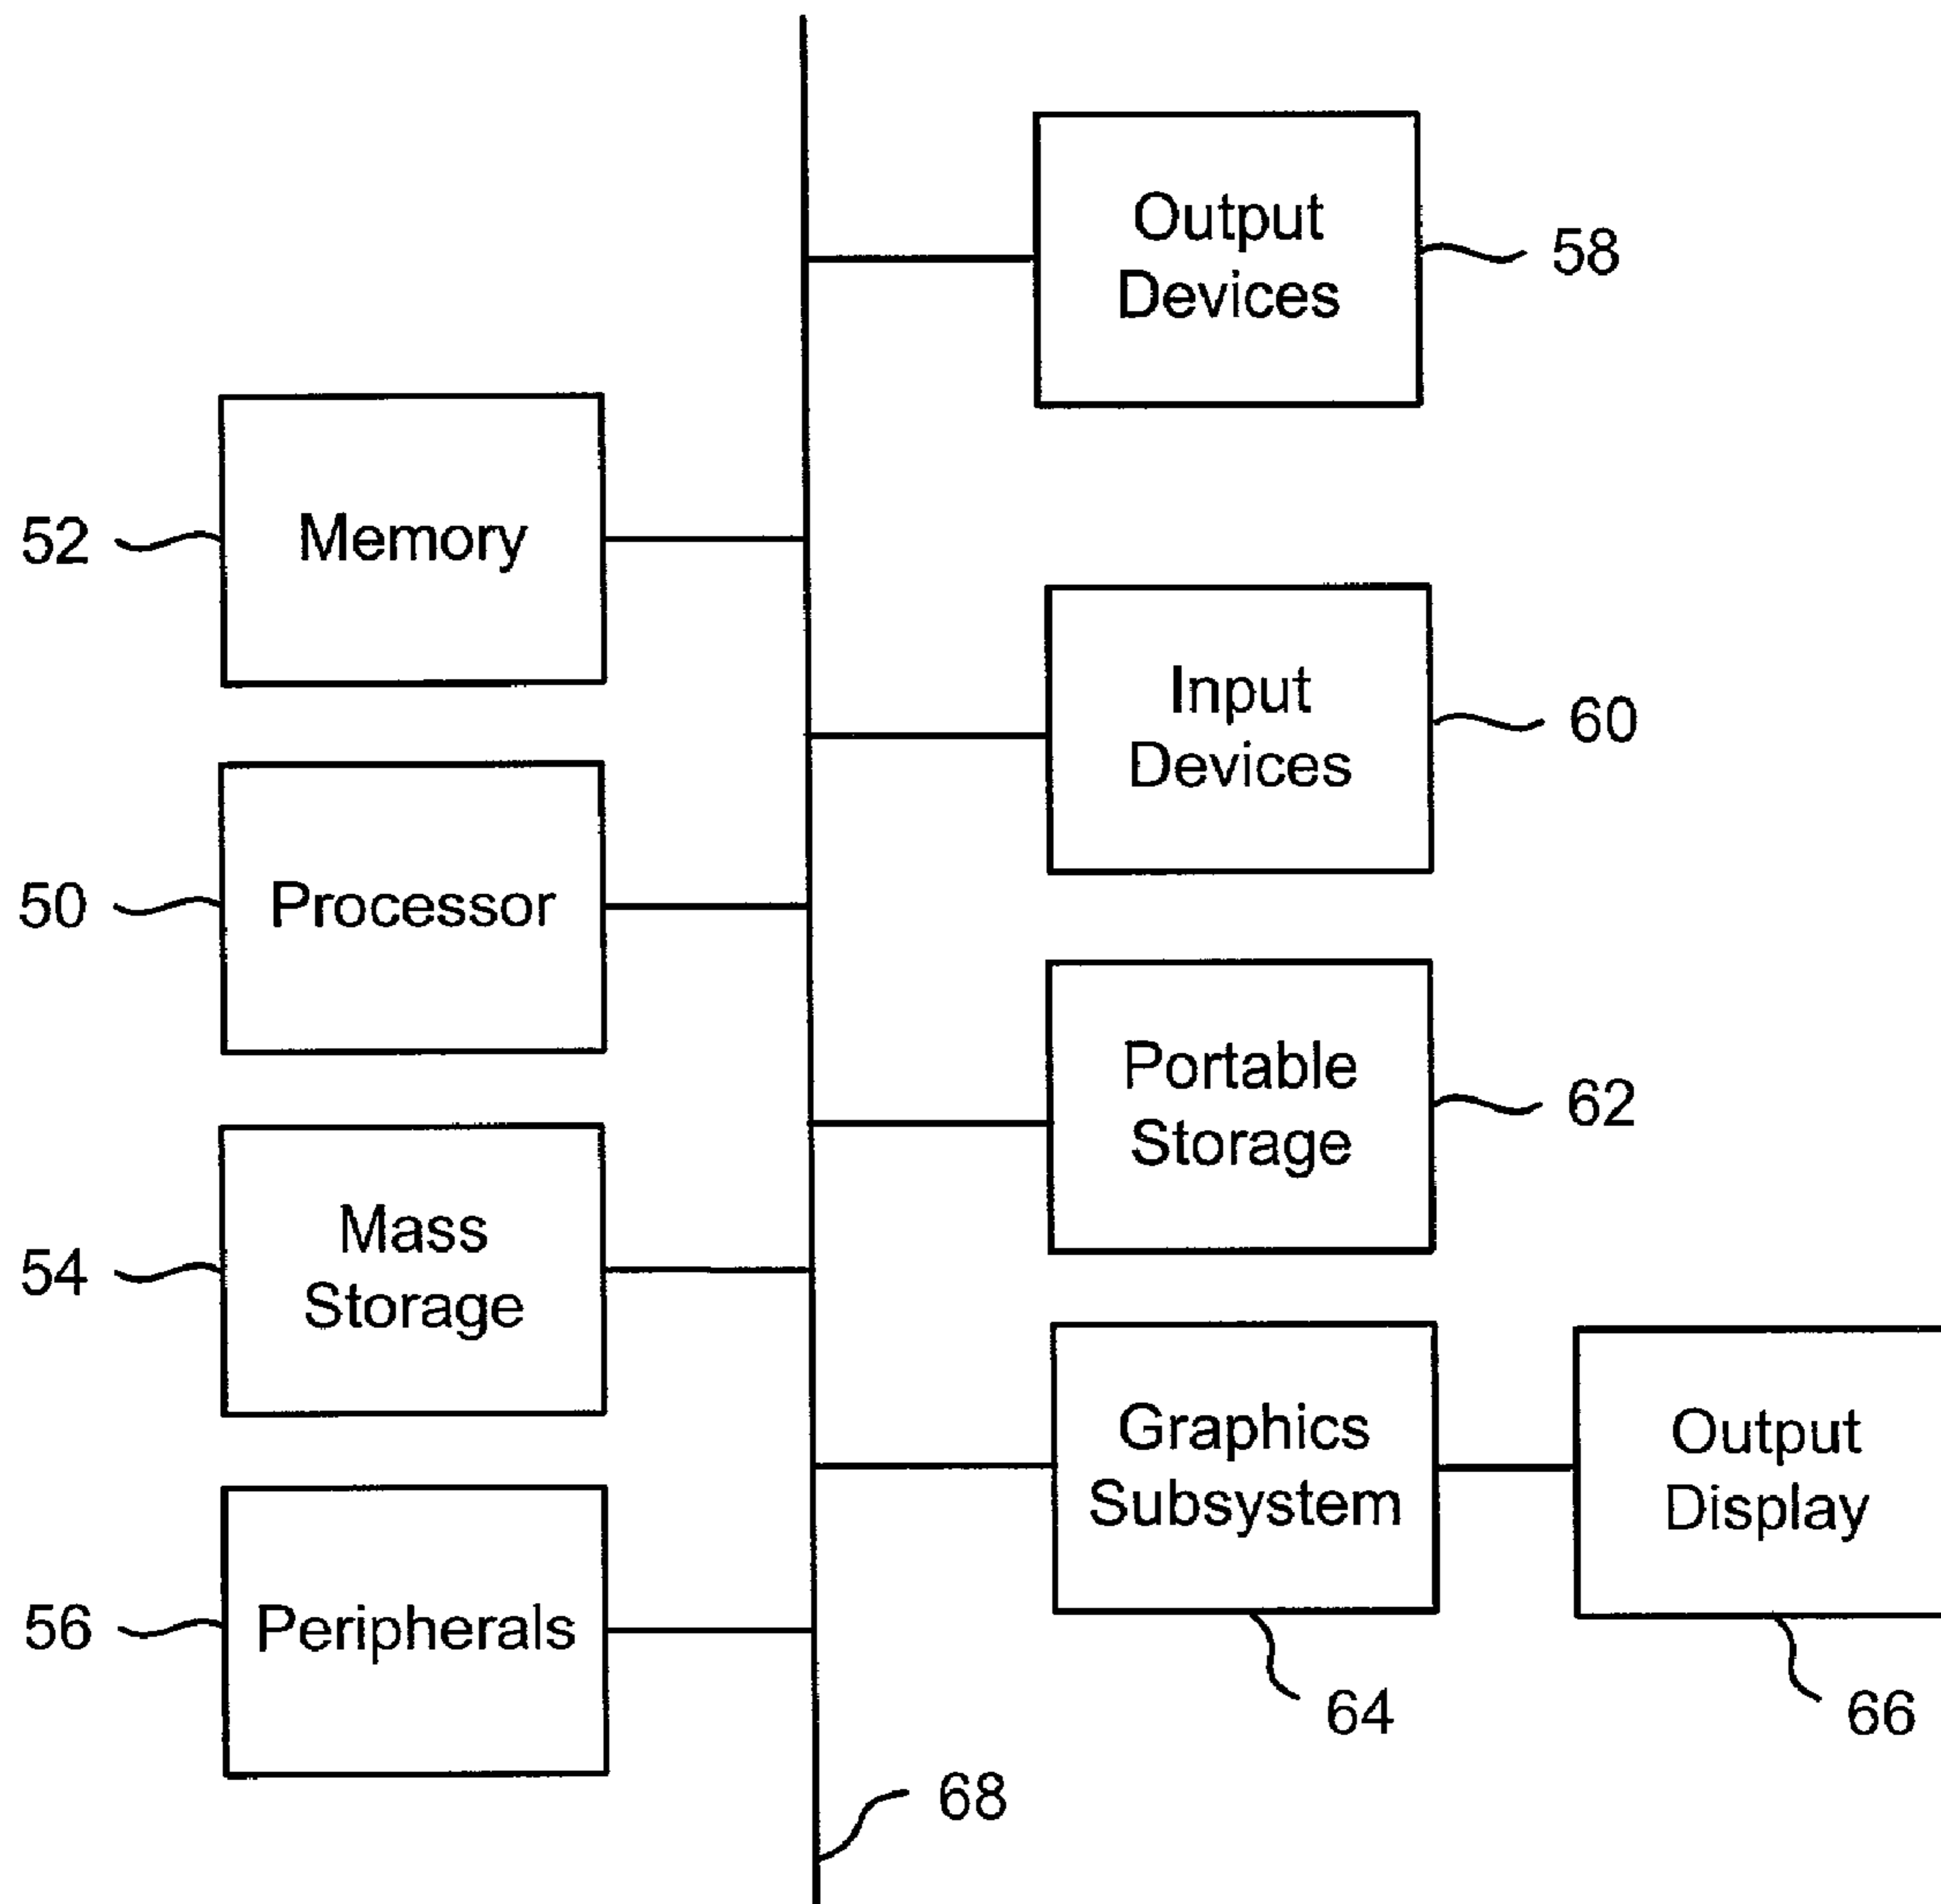 Output
Devices
58
52
Memory
Input
Devices
60
50
Processor
Portable
Storage
62
54
Mass
Storage
Graphics
Subsystem
Output
Display
56
Peripherals
64
66
68